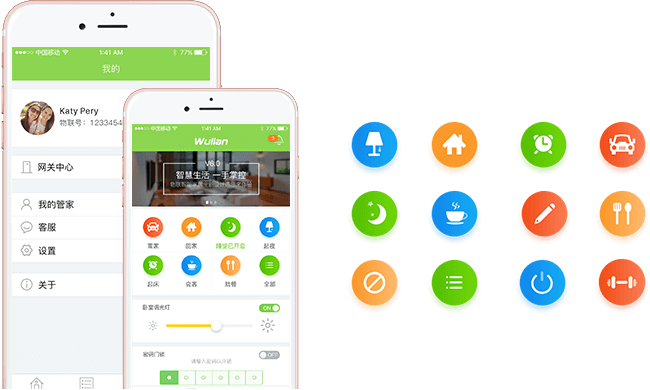 中国移动
1:41 AM
77%
我的
Katy Pery
物联号: 1233454
网关中心
我的管家
客服
设置
关于
中国移动
1:41 AM
77%
Wulian
V6.0
智慧生活 一手掌控
离家
回家
睡觉已开启
起夜
起床
会客
就餐
全部
卧室调光灯
ON
密码门锁
OFF
请输入密码以开锁